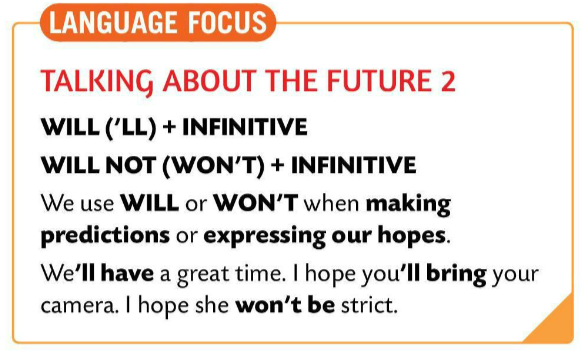 LANGUAGE FOCUS
TALKING ABOUT THE FUTURE 2
WILL (’LL) + INFINITIVE
WILL NOT (WON’T) + INFINITIVE
We use WILL or WON’T when making
predictions or expressing our hopes.
We’ll have a great time. I hope you’ll bring your
camera. I hope she won’t be strict.